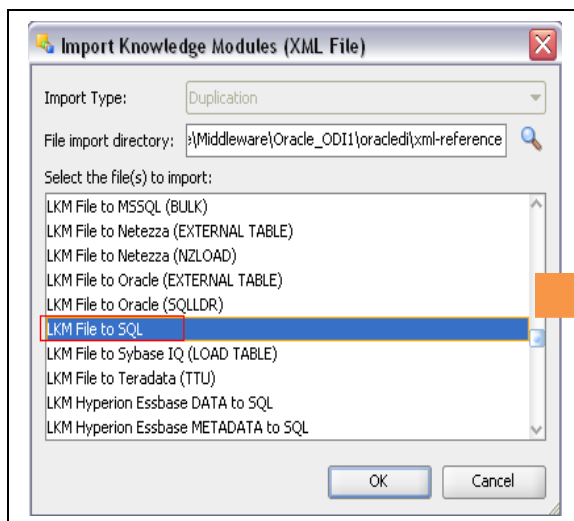 Import Knowledge Modules (XML File)
Import Type: Duplication
File import directory: e\Middleware\Oracle_ODI1\oracledi\xml-reference
Select the file(s) to import:
LKM File to MSSQL (BULK)
LKM File to Netezza (EXTERNAL TABLE)
LKM File to Netezza (NZLOAD)
LKM File to Oracle (EXTERNAL TABLE)
LKM File to Oracle (SQLLDR)
LKM File to SQL
LKM File to Sybase IQ (LOAD TABLE)
LKM File to Teradata (TTU)
LKM Hyperion Essbase DATA to SQL
LKM Hyperion Essbase METADATA to SQL
OK Cancel